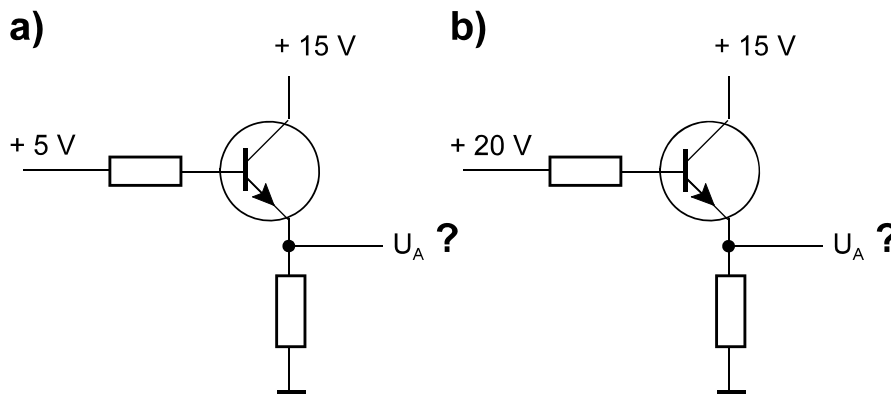 a)
+ 15 V
+ 5 V
U_A ?
b)
+ 15 V
+ 20 V
U_A ?